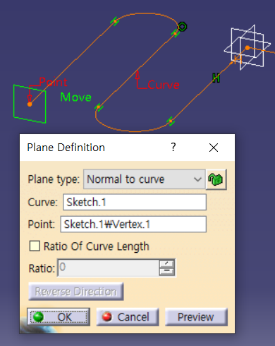 Point
Move
Curve
H
Plane Definition
?
Plane type: Normal to curve
Curve: Sketch.1
Point: Sketch.1₩Vertex.1
Ratio Of Curve Length
Ratio: 0
Reverse Direction
OK Cancel Preview